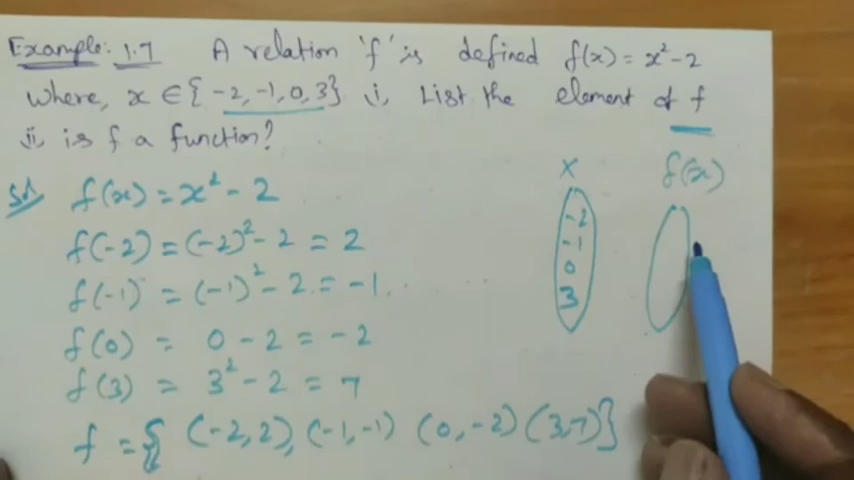 Example: 1.7 A relation 'f' is defined f(x) = x² - 2
where, x ∈ { -2, -1, 0, 3} i, List the element of f
ii, is f a function?
Sol f(x) = x² - 2
f(-2) = (-2)² - 2 = 2
f(-1) = (-1)² - 2 = -1
f(0) = 0 - 2 = -2
f(3) = 3² - 2 = 7
f = { (-2, 2), (-1, -1) (0, -2) (3, 7)}
x f(x)
-2
-1
0
3